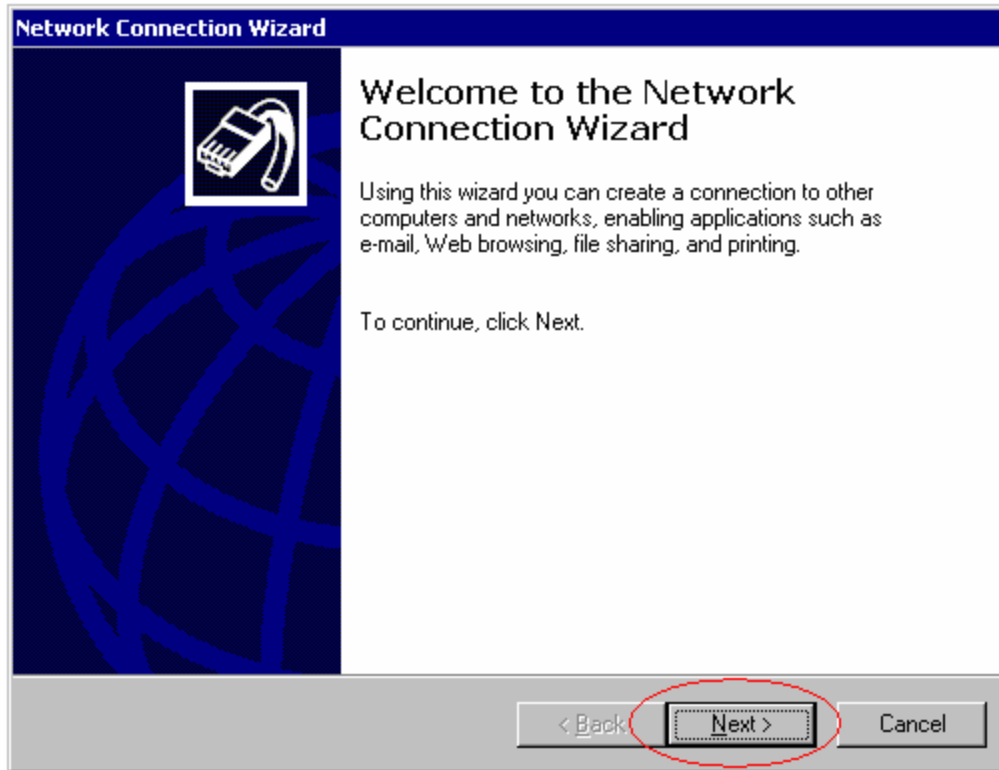 Network Connection Wizard
Welcome to the Network
Connection Wizard
Using this wizard you can create a connection to other
computers and networks, enabling applications such as
e-mail, Web browsing, file sharing, and printing.
To continue, click Next.
< Back
Next >
Cancel